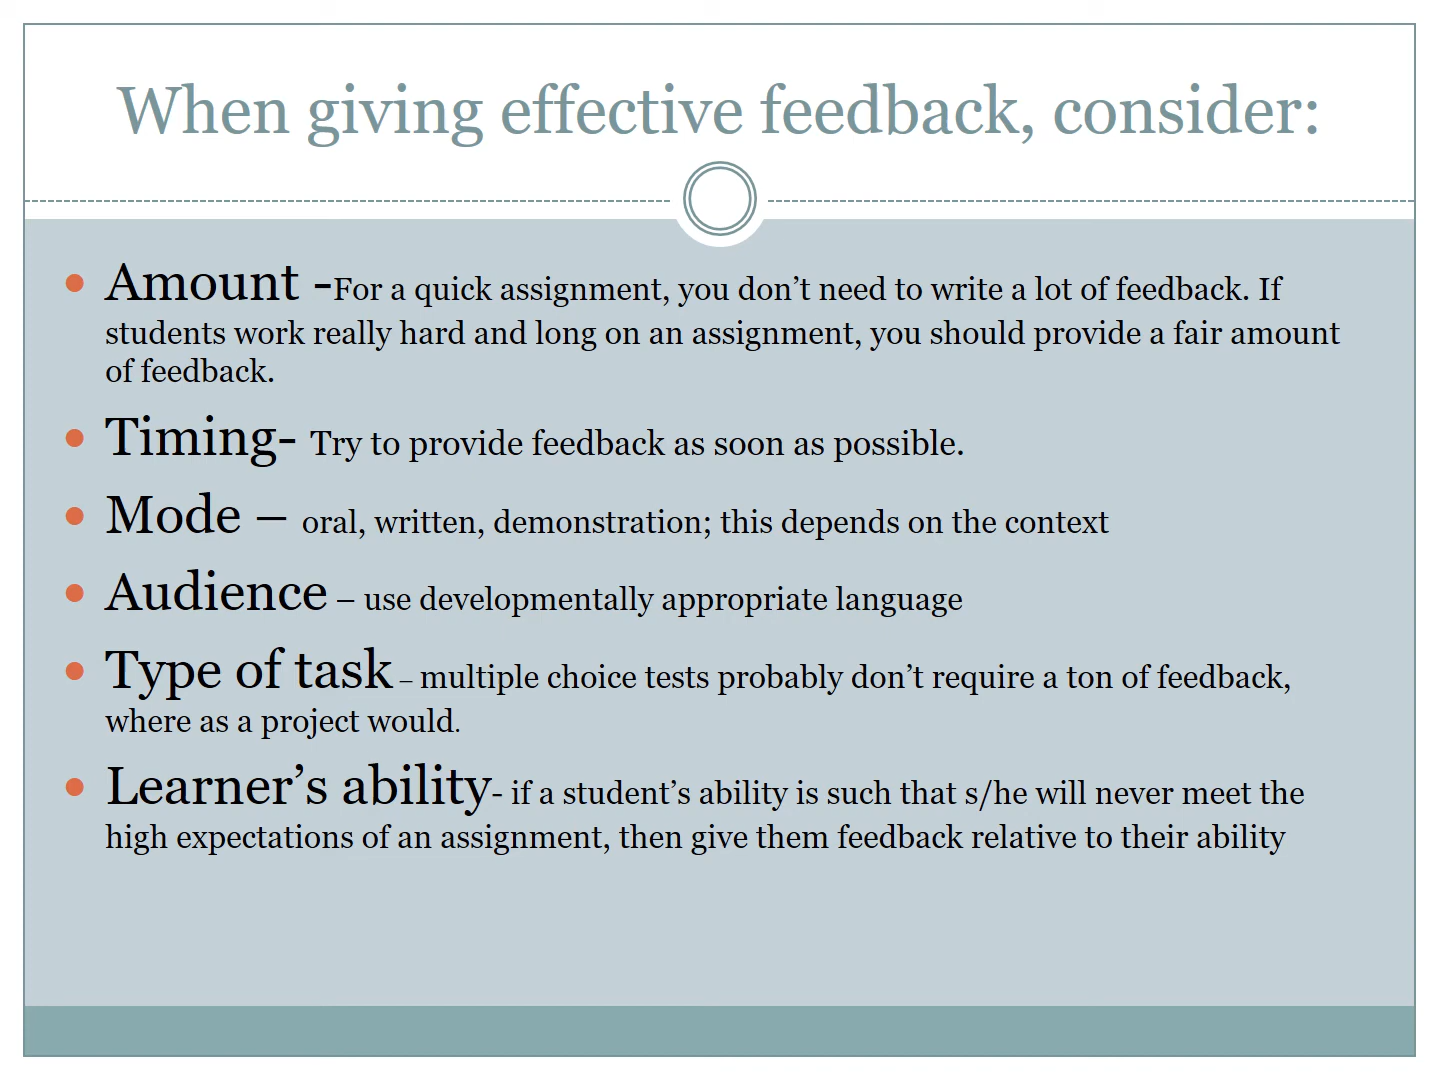 When giving effective feedback, consider:
• Amount -For a quick assignment, you don’t need to write a lot of feedback. If
students work really hard and long on an assignment, you should provide a fair amount
of feedback.
• Timing- Try to provide feedback as soon as possible.
• Mode – oral, written, demonstration; this depends on the context
• Audience – use developmentally appropriate language
• Type of task – multiple choice tests probably don’t require a ton of feedback,
where as a project would.
• Learner’s ability- if a student’s ability is such that s/he will never meet the
high expectations of an assignment, then give them feedback relative to their ability